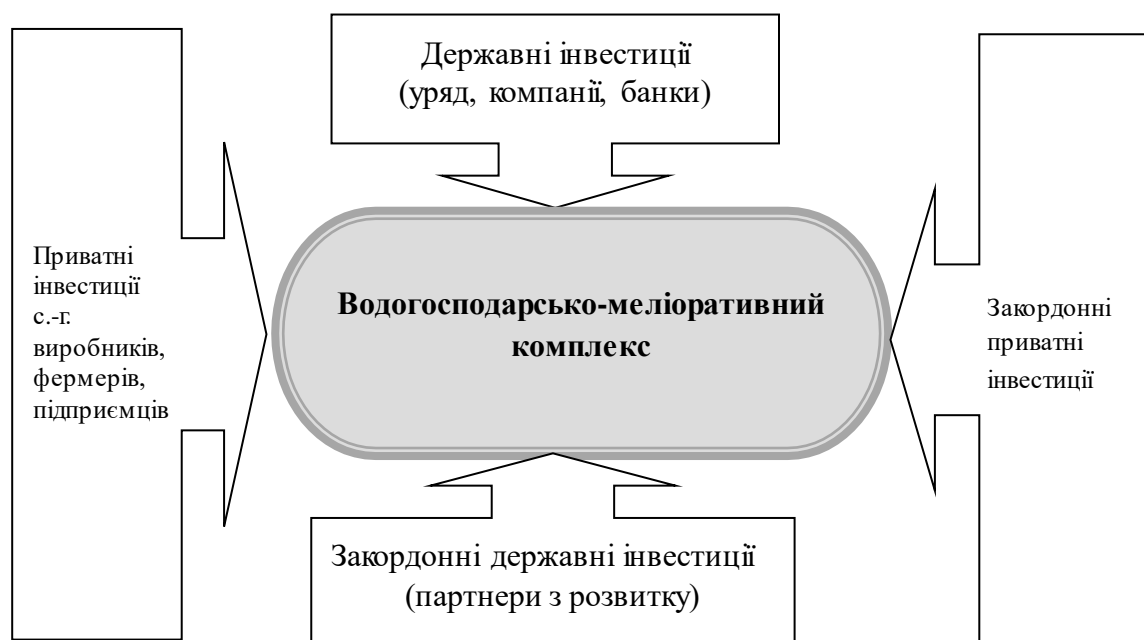 Державні інвестиції
(уряд, компанії, банки)
Приватні
інвестиції
с.-г.
виробників,
фермерів,
підприємців
Водогосподарсько-меліоративний
комплекс
Закордонні
приватні
інвестиції
Закордонні державні інвестиції
(партнери з розвитку)